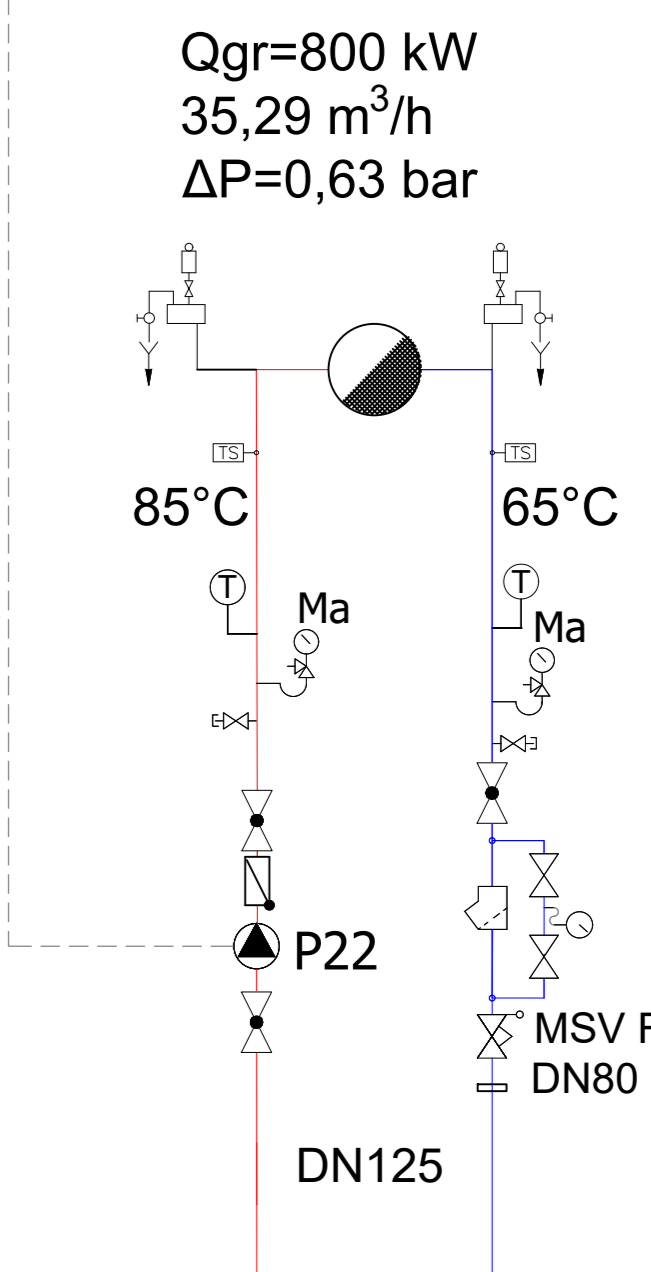 Qgr=800 kW
35,29 m³/h
ΔP=0,63 bar
TS
TS
85°C
65°C
T
T
Ma
Ma
P22
MSV F
DN80
DN125